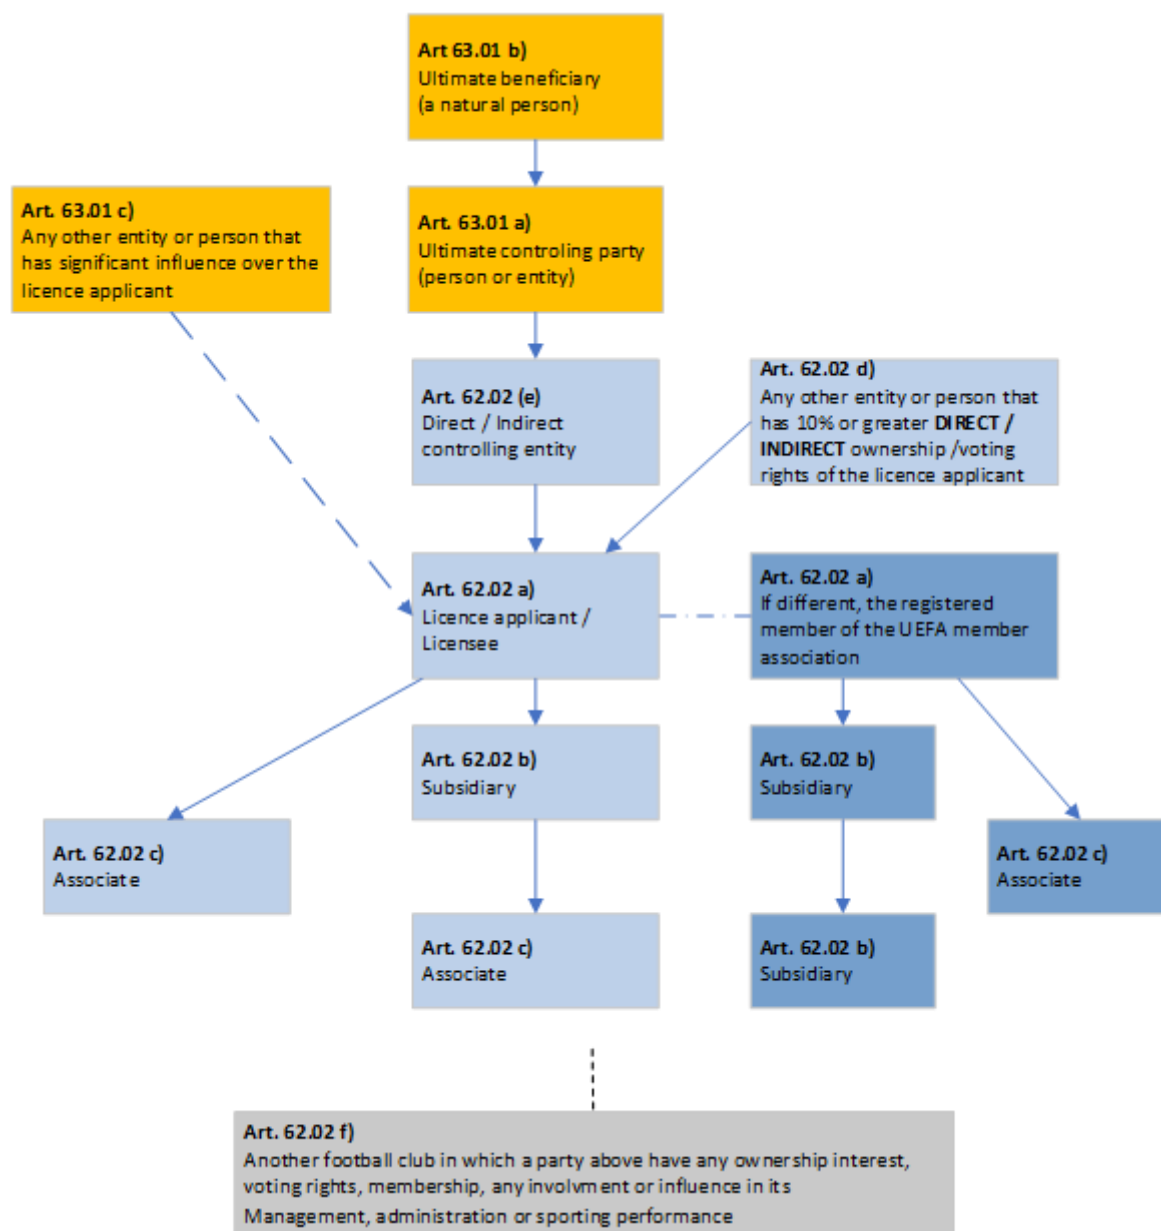 Art 63.01 b)
Ultimate beneficiary
(a natural person)
Art. 63.01 c)
Any other entity or person that
has significant influence over the
licence applicant
Art. 63.01 a)
Ultimate controling party
(person or entity)
Art. 62.02 (e)
Direct / Indirect
controlling entity
Art. 62.02 d)
Any other entity or person that
has 10% or greater DIRECT /
INDIRECT ownership /voting
rights of the licence applicant
Art. 62.02 a)
Licence applicant /
Licensee
Art. 62.02 a)
If different, the registered
member of the UEFA member
association
Art. 62.02 b)
Subsidiary
Art. 62.02 b)
Subsidiary
Art. 62.02 c)
Associate
Art. 62.02 c)
Associate
Art. 62.02 c)
Associate
Art. 62.02 b)
Subsidiary
Art. 62.02 f)
Another football club in which a party above have any ownership interest,
voting rights, membership, any involvment or influence in its
Management, administration or sporting performance